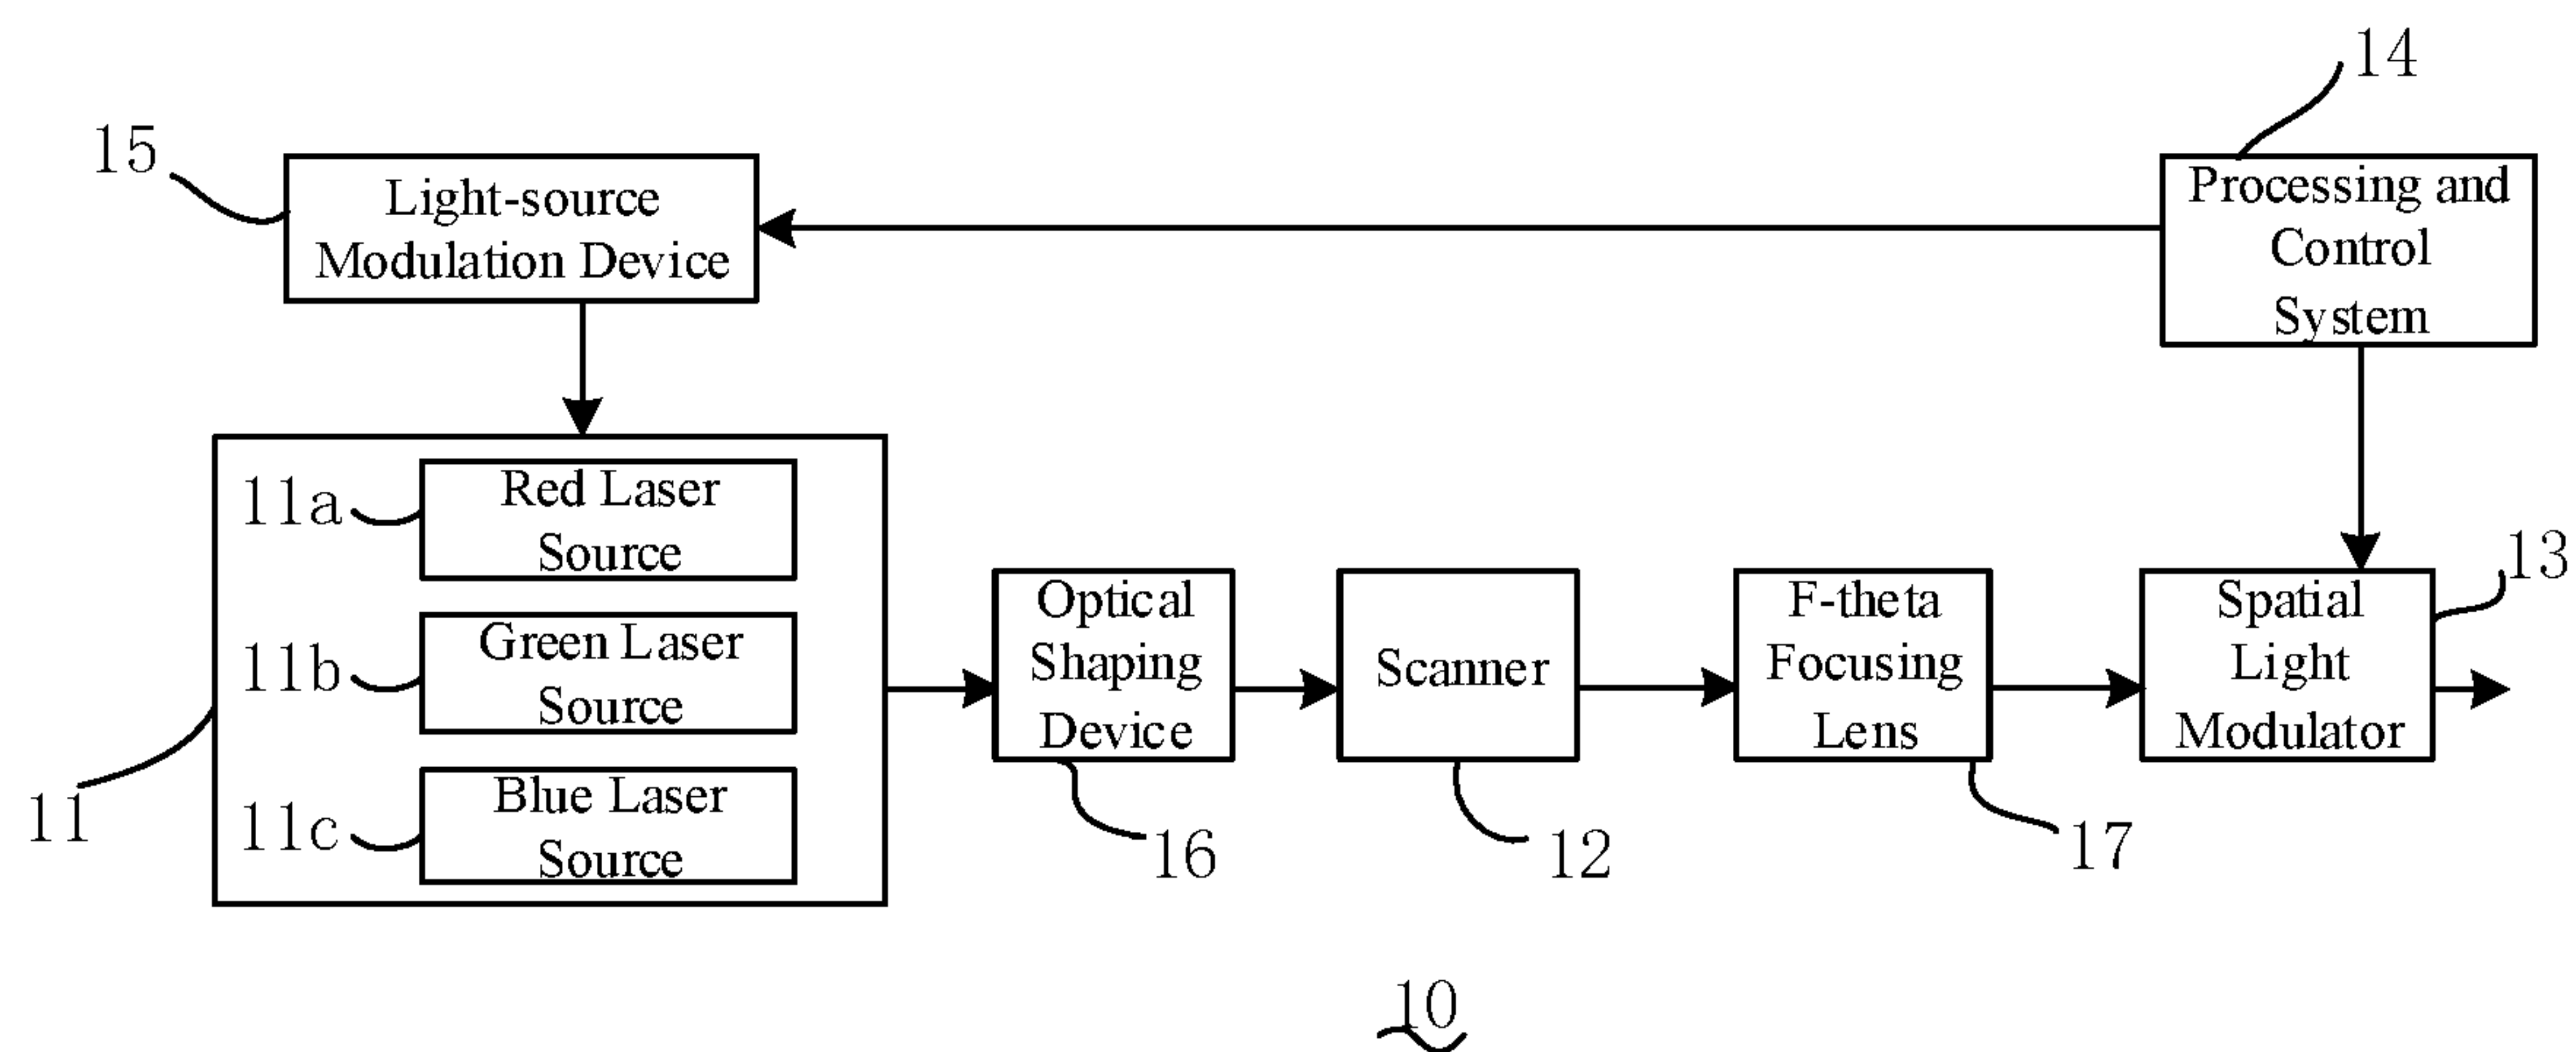 14
15
Light-source
Modulation Device
Processing and
Control
System
11a
Red Laser
Source
11b
Green Laser
Source
11c
Blue Laser
Source
11
Optical
Shaping
Device
16
Scanner
12
F-theta
Focusing
Lens
17
Spatial
Light
Modulator
13
10